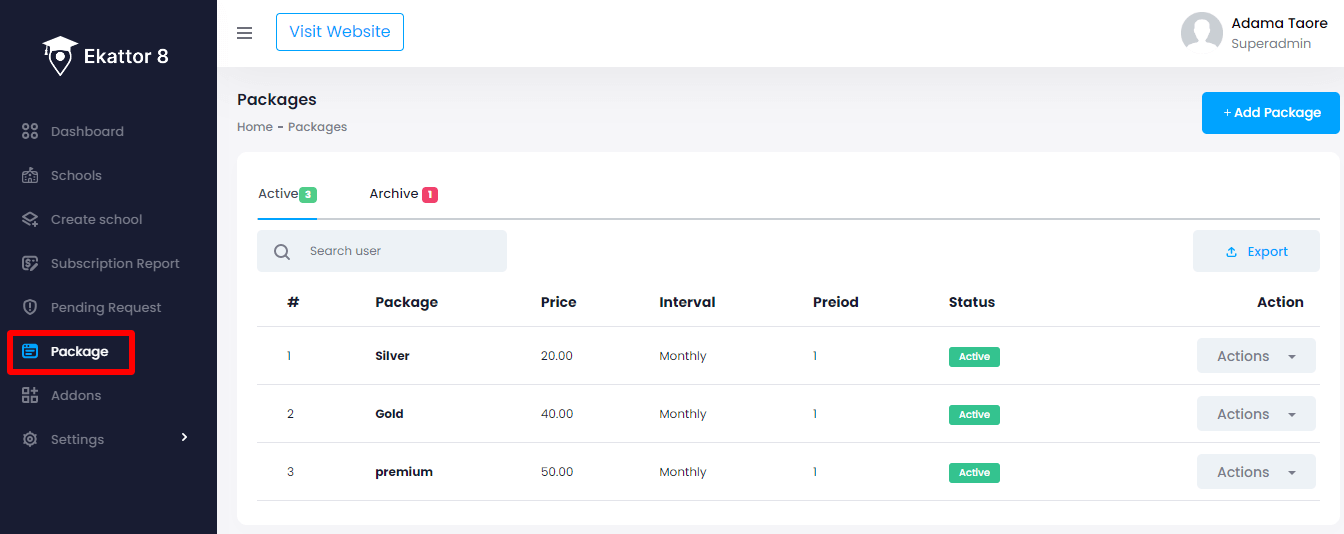 Ekattor 8
Dashboard
Schools
Create school
Subscription Report
Pending Request
Package
Addons
Settings
Visit Website
Adama Taore
Superadmin
Packages
Home - Packages
+ Add Package
Active 3
Archive 1
Search user
Export
# Package Price Interval Preiod Status Action
1 Silver 20.00 Monthly 1 Active Actions
2 Gold 40.00 Monthly 1 Active Actions
3 premium 50.00 Monthly 1 Active Actions